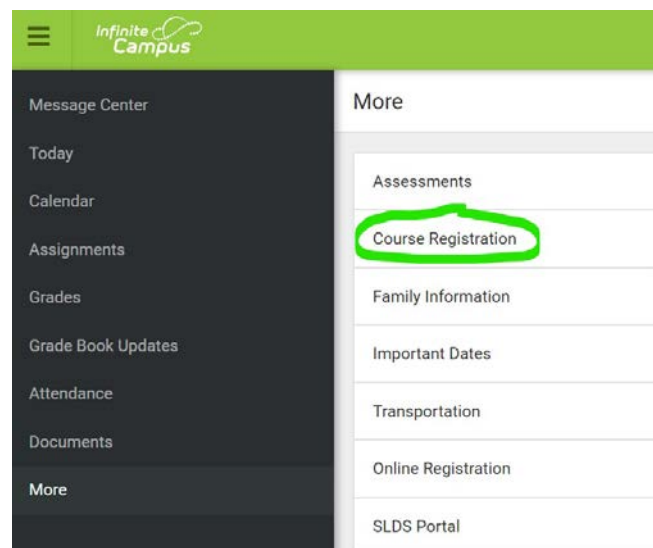 Infinite
Campus
Message Center
Today
Calendar
Assignments
Grades
Grade Book Updates
Attendance
Documents
More
More
Assessments
Course Registration
Family Information
Important Dates
Transportation
Online Registration
SLDS Portal